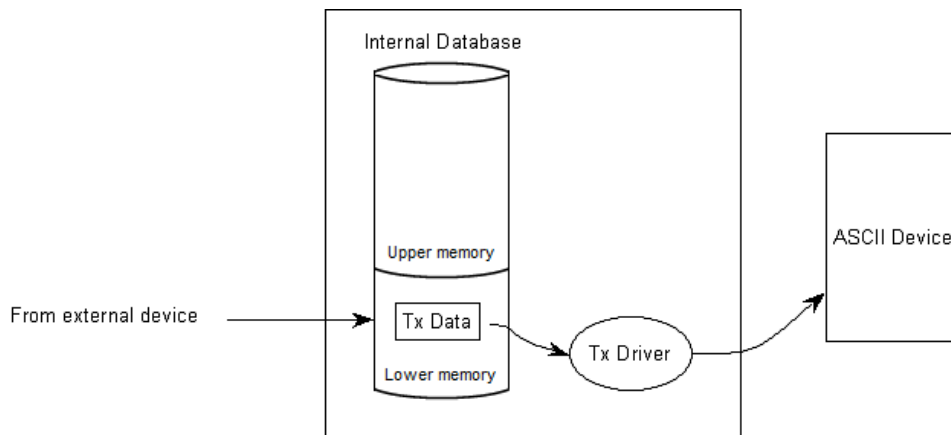 Internal Database
Upper memory
ASCII Device
From external device
Tx Data
Tx Driver
Lower memory